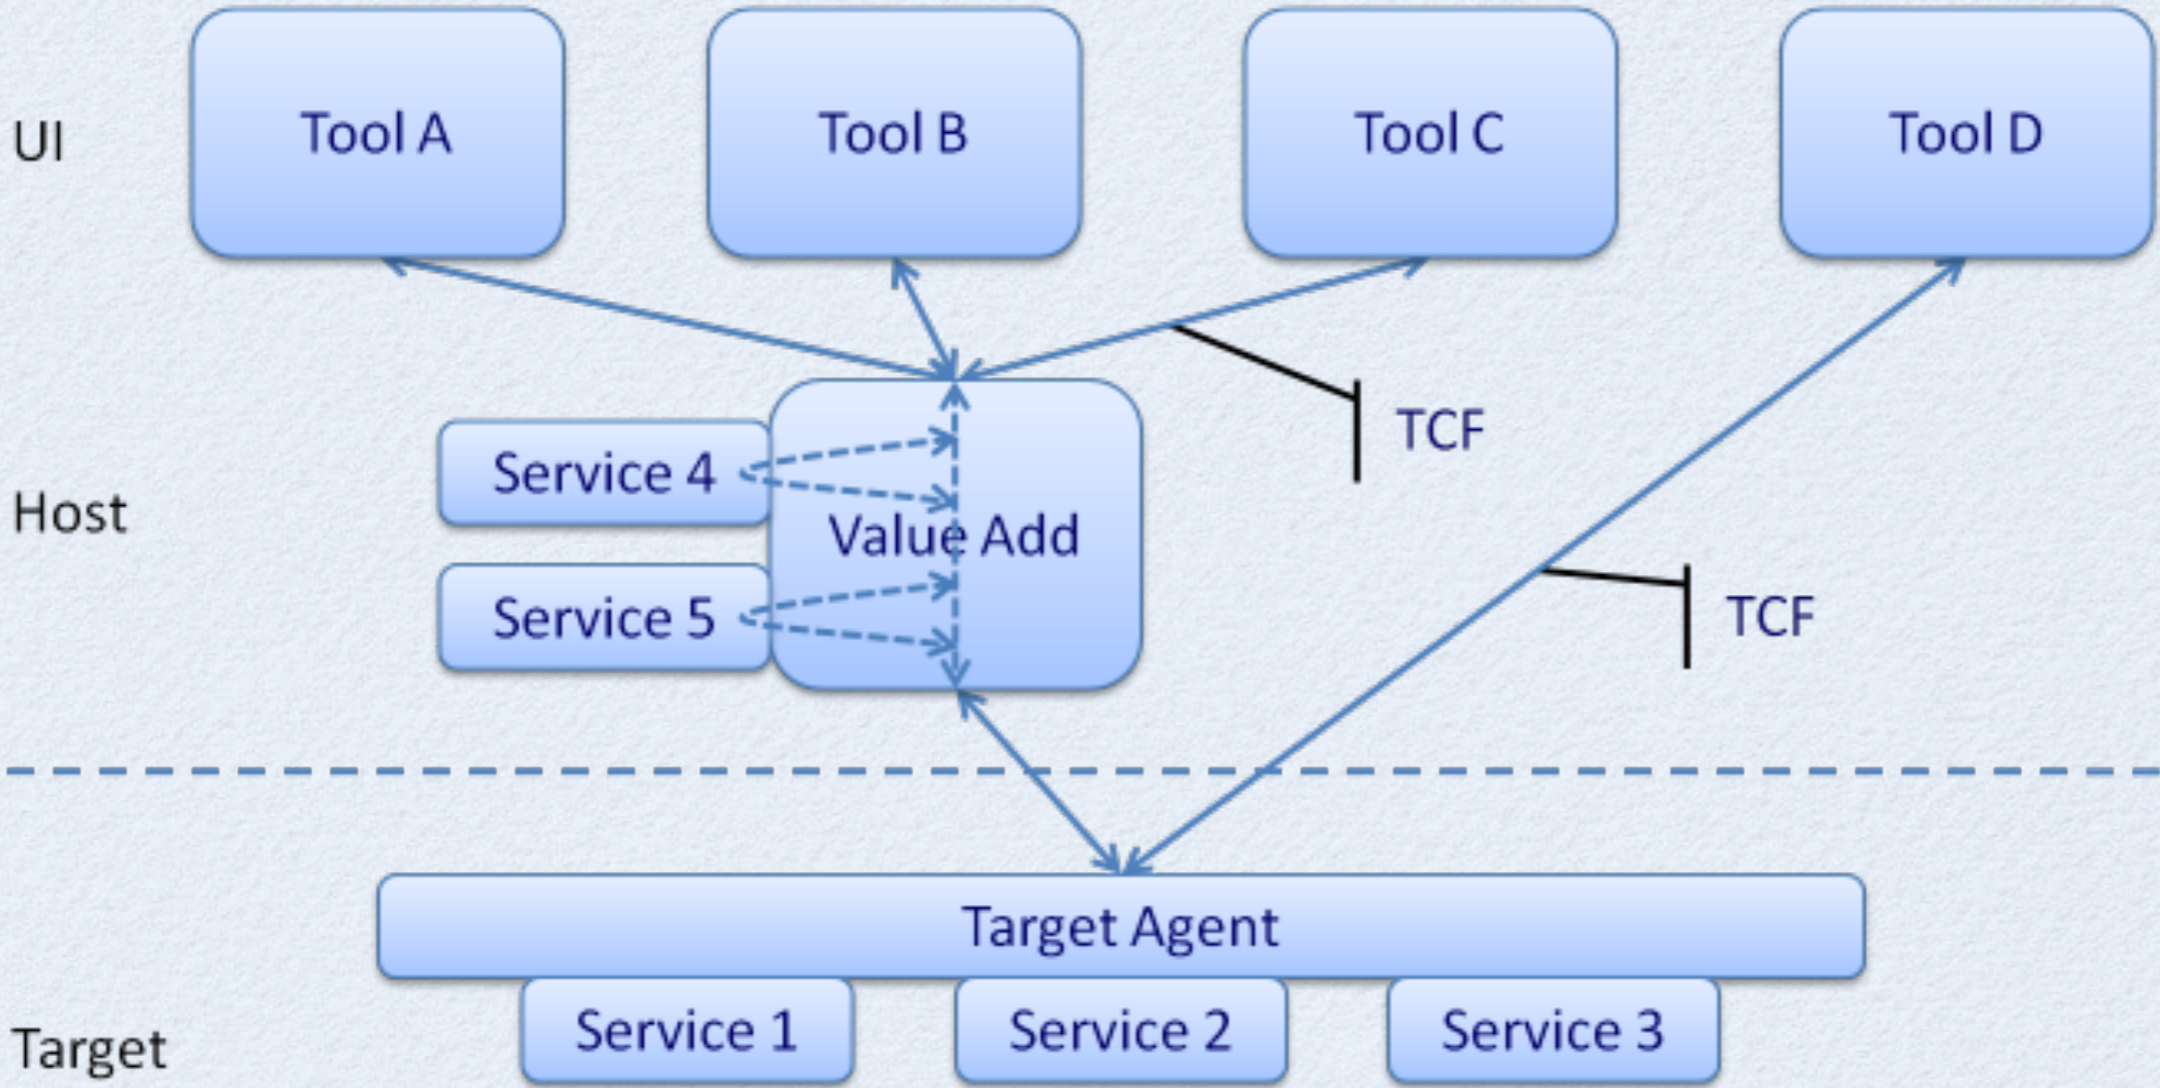 UI
Tool A
Tool B
Tool C
Tool D
TCF
Host
Service 4
Value Add
Service 5
TCF
Target Agent
Target
Service 1
Service 2
Service 3